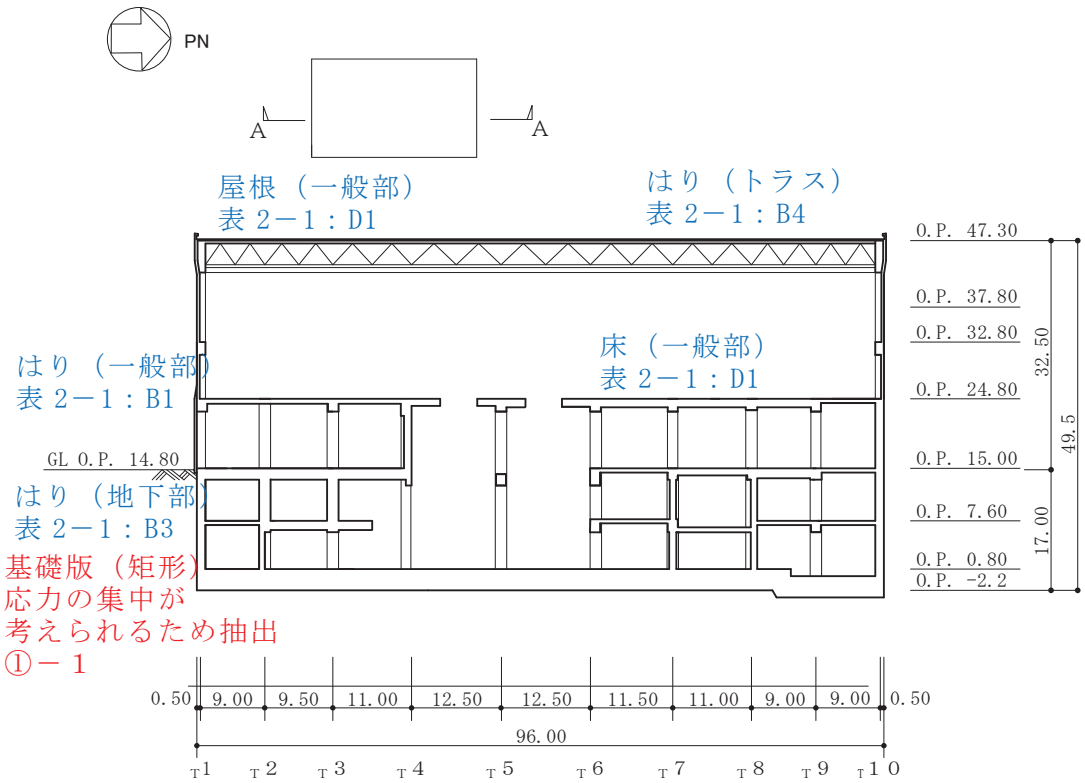 PN
A
A
屋根（一般部）
表 2－1：D1
はり（トラス）
表 2－1：B4
O.P. 47.30
O.P. 37.80
O.P. 32.80
32.50
はり（一般部）
表 2－1：B1
床（一般部）
表 2－1：D1
O.P. 24.80
49.5
GL O.P. 14.80
O.P. 15.00
はり（地下部）
表 2－1：B3
O.P. 7.60
17.00
基礎版（矩形）
応力の集中が
考えられるため抽出
①－1
O.P. 0.80
O.P. -2.2
0.50 9.00 9.50 11.00 12.50 12.50 11.50 11.00 9.00 9.00 0.50
96.00
T1 T2 T3 T4 T5 T6 T7 T8 T9 T10